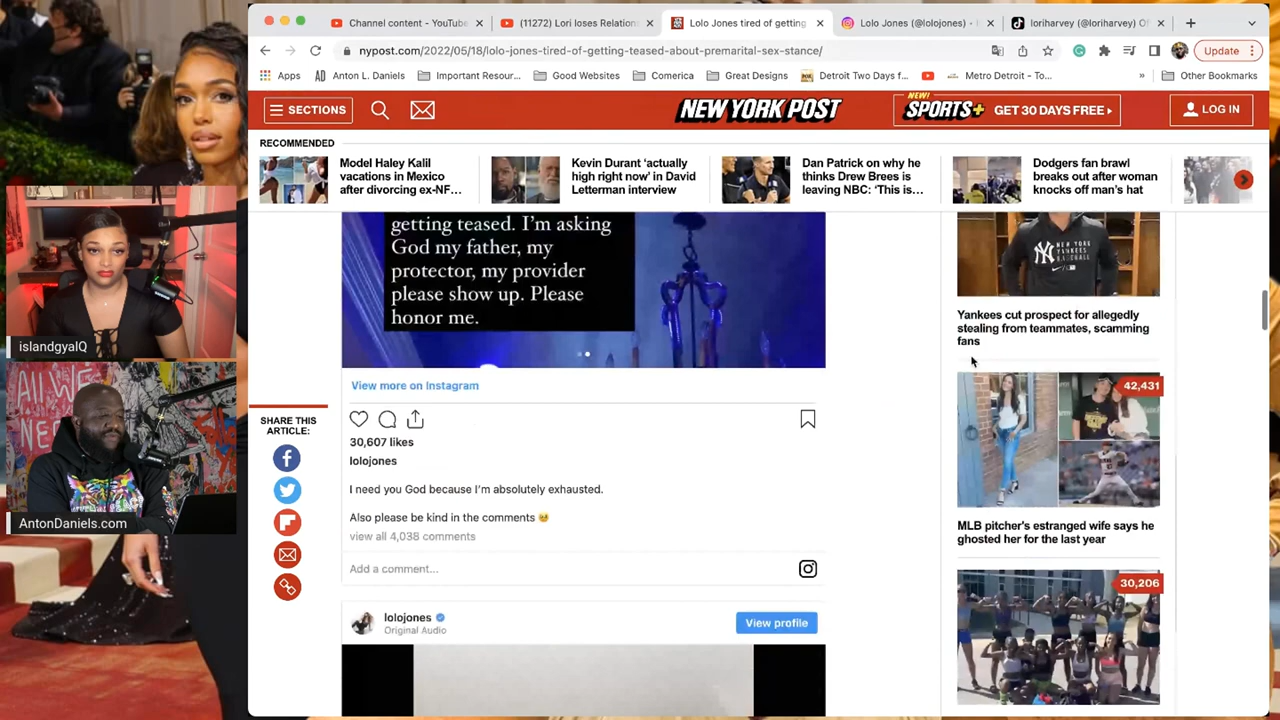 Channel content - YouTube
(11272) Lori loses Relation
Lolo Jones tired of getting
Lolo Jones (@lolojones) •
loriharvey (@loriharvey) Of
nypost.com/2022/05/18/lolo-jones-tired-of-getting-teased-about-premarital-sex-stance/
Update
Apps
Anton L. Daniels
Important Resour...
Good Websites
Comerica
Great Designs
Detroit Two Days f...
Metro Detroit - To...
»
Other Bookmarks
SECTIONS
NEW YORK POST
NEW!
SPORTS+
GET 30 DAYS FREE
LOG IN
RECOMMENDED
Model Haley Kalil
vacations in Mexico
after divorcing ex-NF...
Kevin Durant ‘actually
high right now’ in David
Letterman interview
Dan Patrick on why he
thinks Drew Brees is
leaving NBC: ‘This is...
Dodgers fan brawl
breaks out after woman
knocks off man’s hat
getting teased. I’m asking
God my father, my
protector, my provider
please show up. Please
honor me.
View more on Instagram
30,607 likes
lolojones
I need you God because I’m absolutely exhausted.
Also please be kind in the comments 🥹
view all 4,038 comments
Add a comment...
lolojones
Original Audio
View profile
SHARE THIS
ARTICLE:
NEW YORK
YANKEES
BASEBALL
Yankees cut prospect for allegedly
stealing from teammates, scamming
fans
42,431
MLB pitcher’s estranged wife says he
ghosted her for the last year
30,206
islandgyalQ
AntonDaniels.com